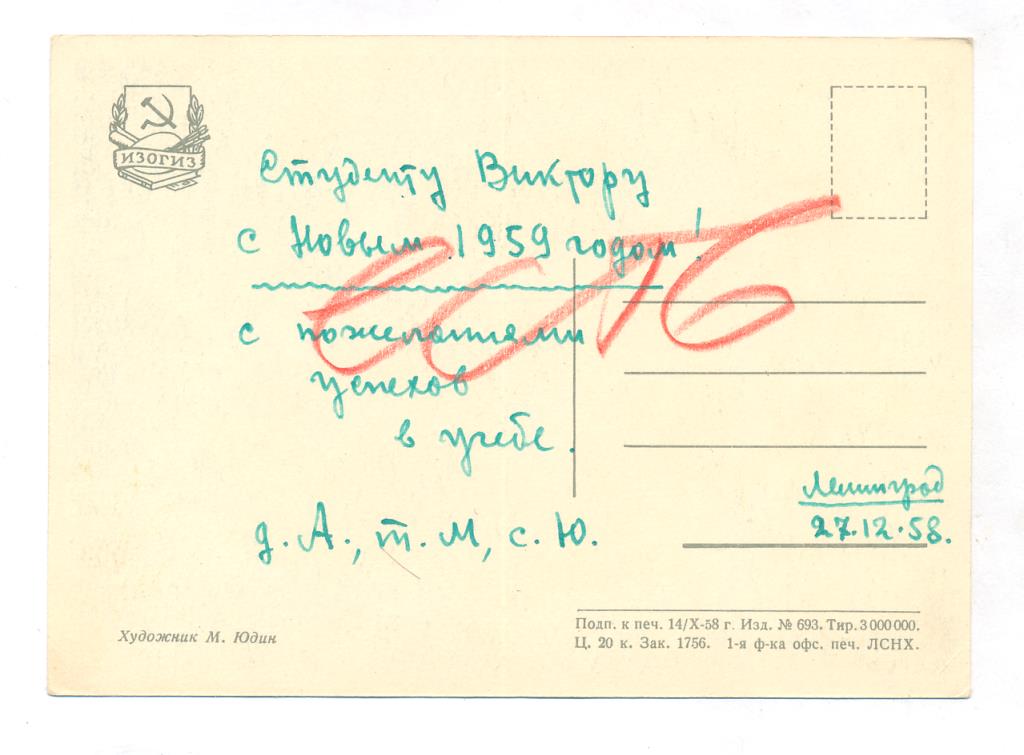 ИЗОГИЗ
Студенту Виктору
с Новым 1959 годом!
с пожеланиями
успехов
в учебе.
д. А., т. М, с. Ю.
есть
Ленинград
27.12.58.
Художник М. Юдин
Подп. к печ. 14/X-58 г. Изд. № 693. Тир. 3 000 000.
Ц. 20 к. Зак. 1756. 1-я ф-ка офс. печ. ЛСНХ.